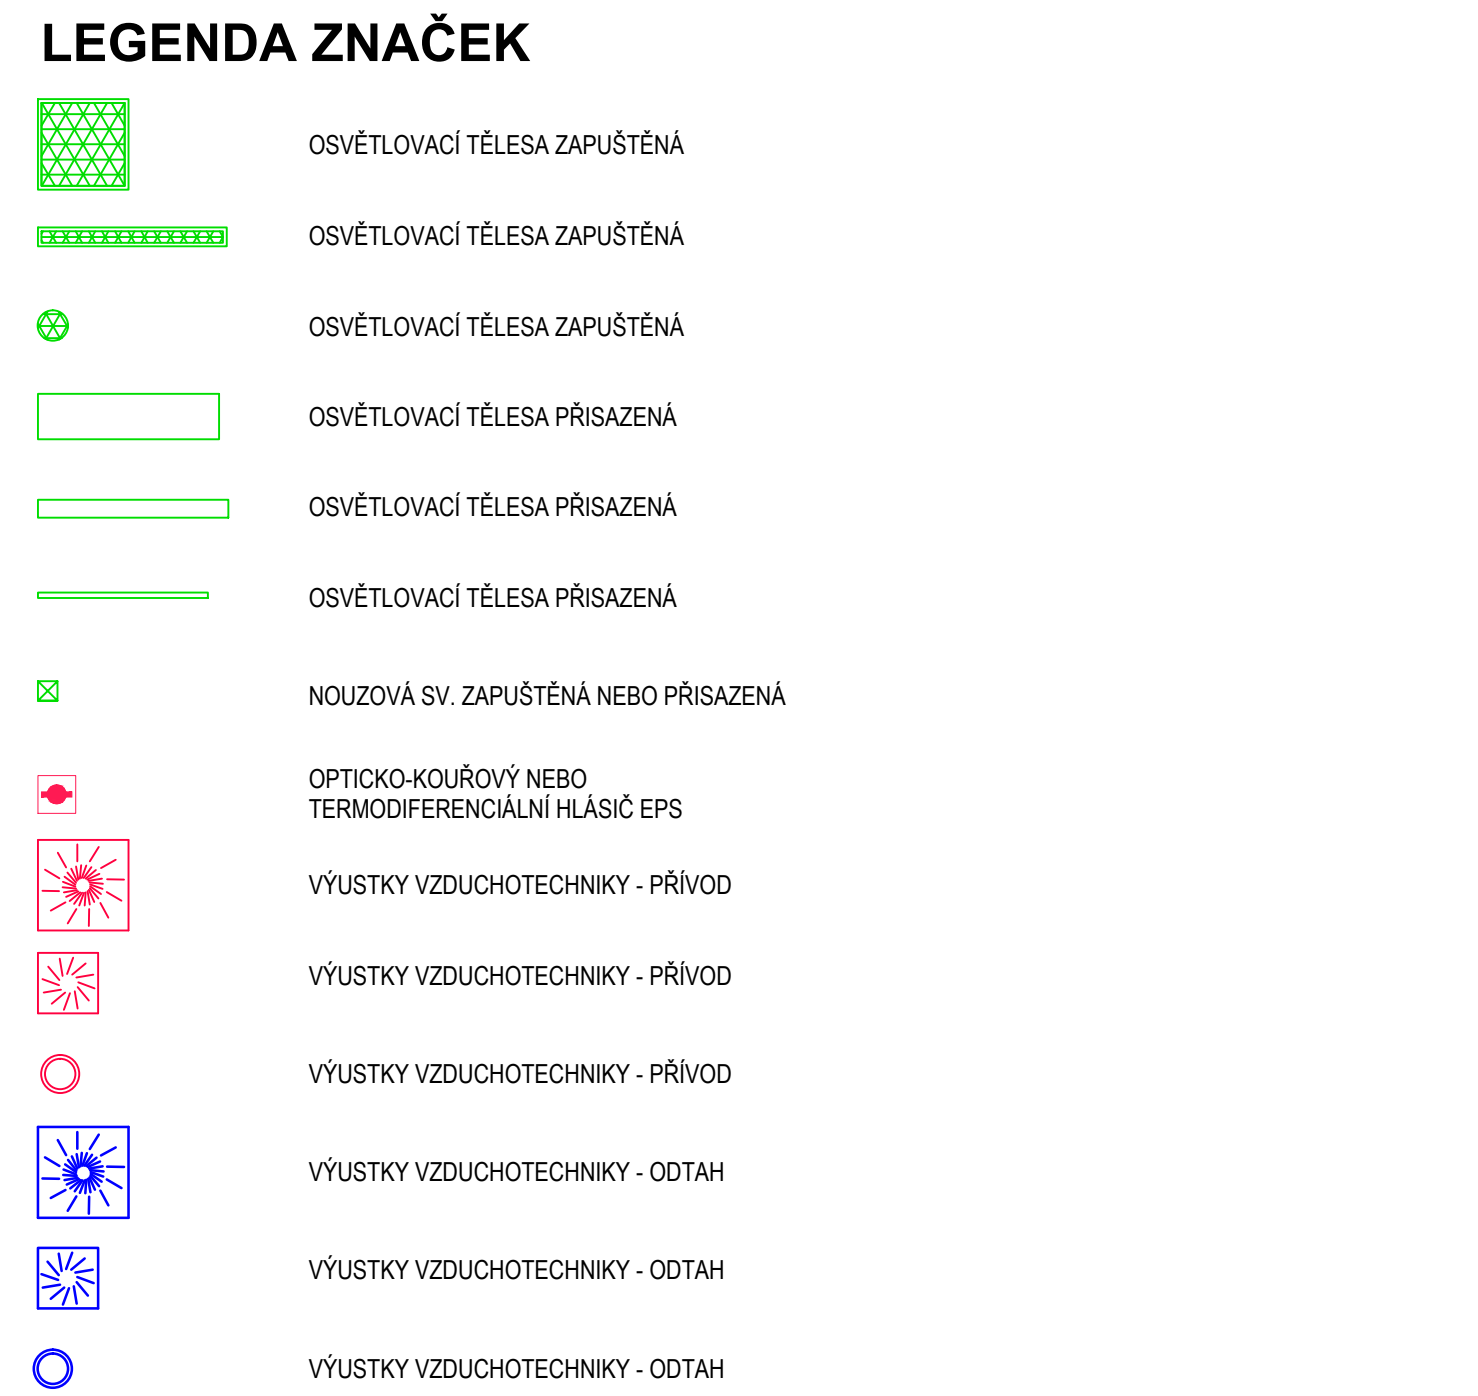 LEGENDA ZNAČEK
OSVĚTLOVACÍ TĚLESA ZAPUŠTĚNÁ
OSVĚTLOVACÍ TĚLESA ZAPUŠTĚNÁ
OSVĚTLOVACÍ TĚLESA ZAPUŠTĚNÁ
OSVĚTLOVACÍ TĚLESA PŘISAZENÁ
OSVĚTLOVACÍ TĚLESA PŘISAZENÁ
OSVĚTLOVACÍ TĚLESA PŘISAZENÁ
NOUZOVÁ SV. ZAPUŠTĚNÁ NEBO PŘISAZENÁ
OPTICKO-KOUŘOVÝ NEBO
TERMODIFERENCIÁLNÍ HLÁSIČ EPS
VÝUSTKY VZDUCHOTECHNIKY - PŘÍVOD
VÝUSTKY VZDUCHOTECHNIKY - PŘÍVOD
VÝUSTKY VZDUCHOTECHNIKY - PŘÍVOD
VÝUSTKY VZDUCHOTECHNIKY - ODTAH
VÝUSTKY VZDUCHOTECHNIKY - ODTAH
VÝUSTKY VZDUCHOTECHNIKY - ODTAH